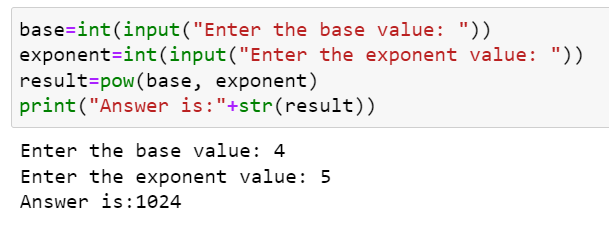 base=int(input("Enter the base value: "))
exponent=int(input("Enter the exponent value: "))
result=pow(base, exponent)
print("Answer is:"+str(result))
Enter the base value: 4
Enter the exponent value: 5
Answer is:1024